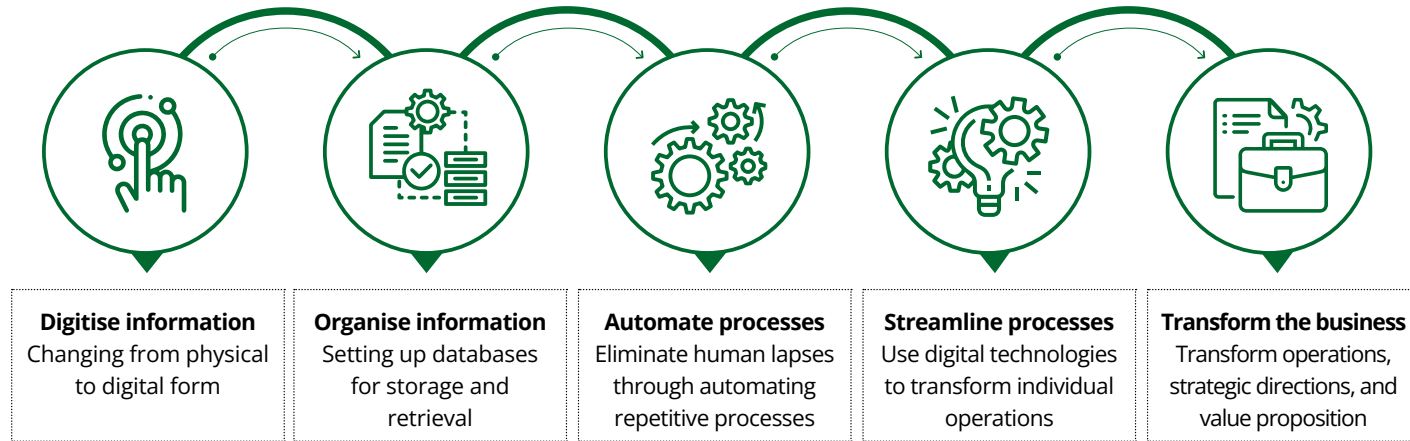 Digitise information
Changing from physical
to digital form
Organise information
Setting up databases
for storage and
retrieval
Automate processes
Eliminate human lapses
through automating
repetitive processes
Streamline processes
Use digital technologies
to transform individual
operations
Transform the business
Transform operations,
strategic directions, and
value proposition